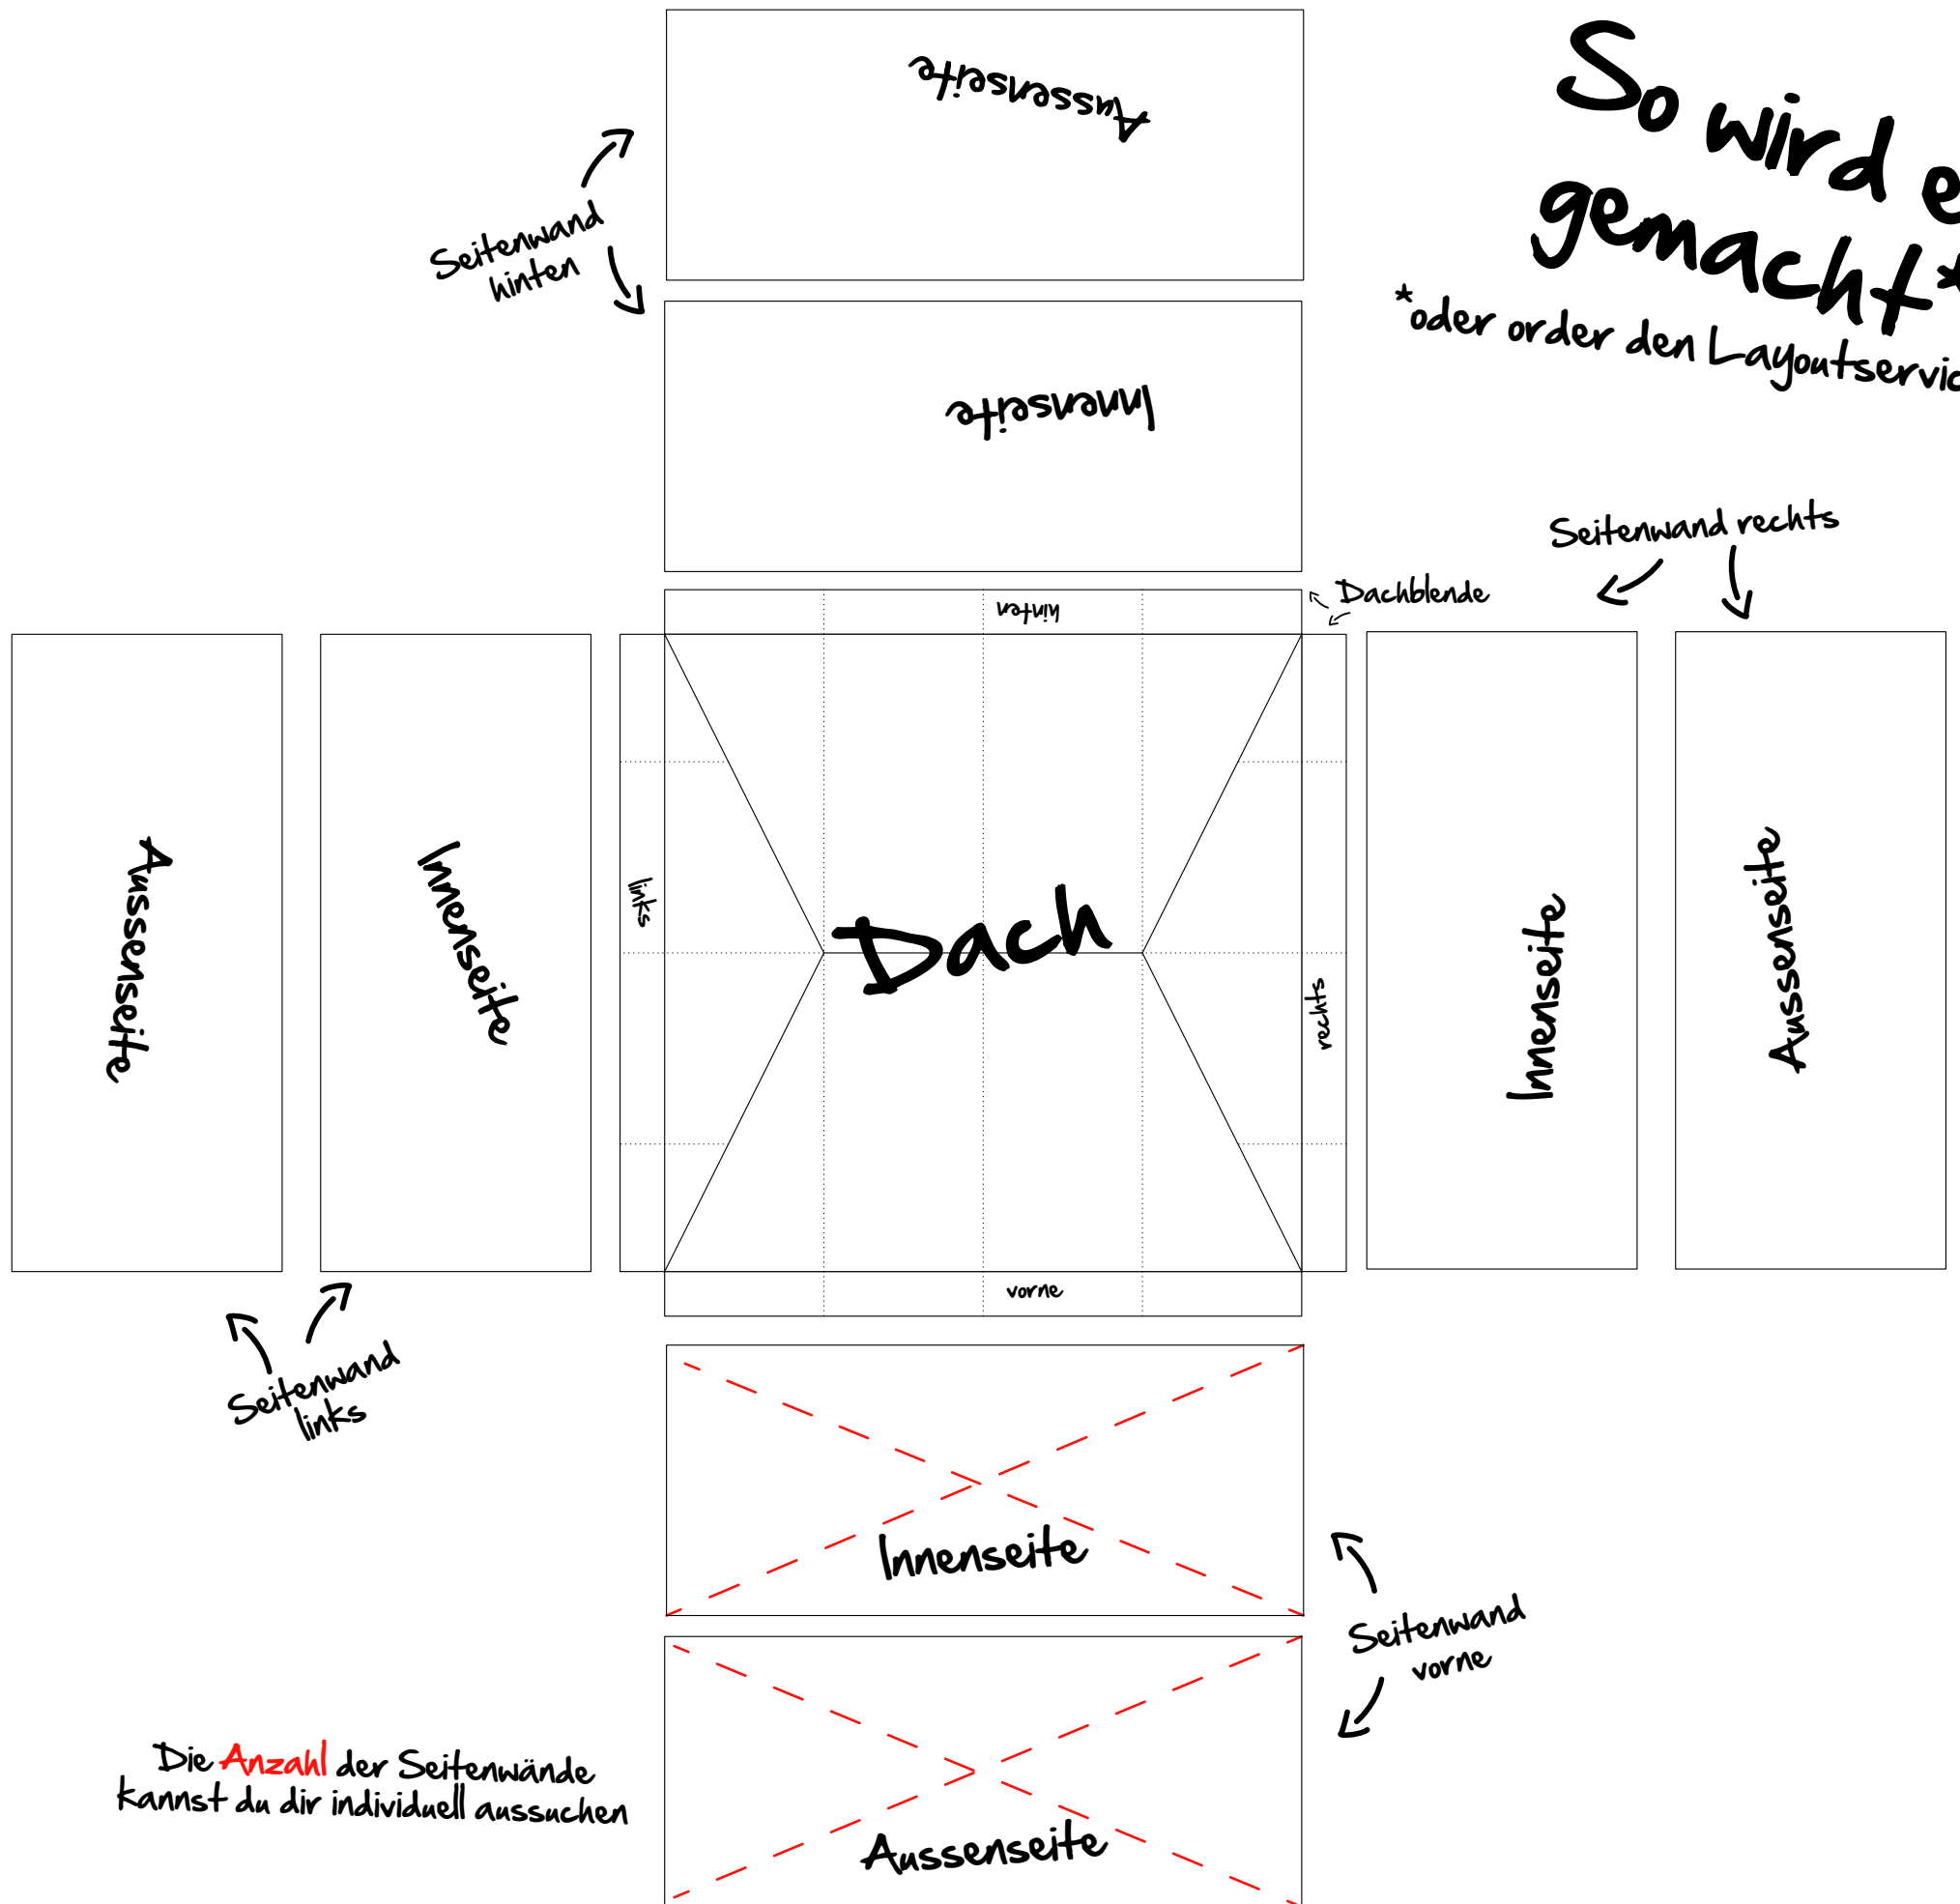 So wird e
gemacht*
*oder order den Layoutservic
Aussenseite
Seitenwand
hinten
Innenseite
Seitenwand rechts
Dachblende
hinten
Aussenseite
Innenseite
links
Dach
rechts
Innenseite
Aussenseite
vorne
Seitenwand
links
Innenseite
Seitenwand
vorne
Die Anzahl der Seitenwände
kannst du dir individuell aussuchen
Aussenseite